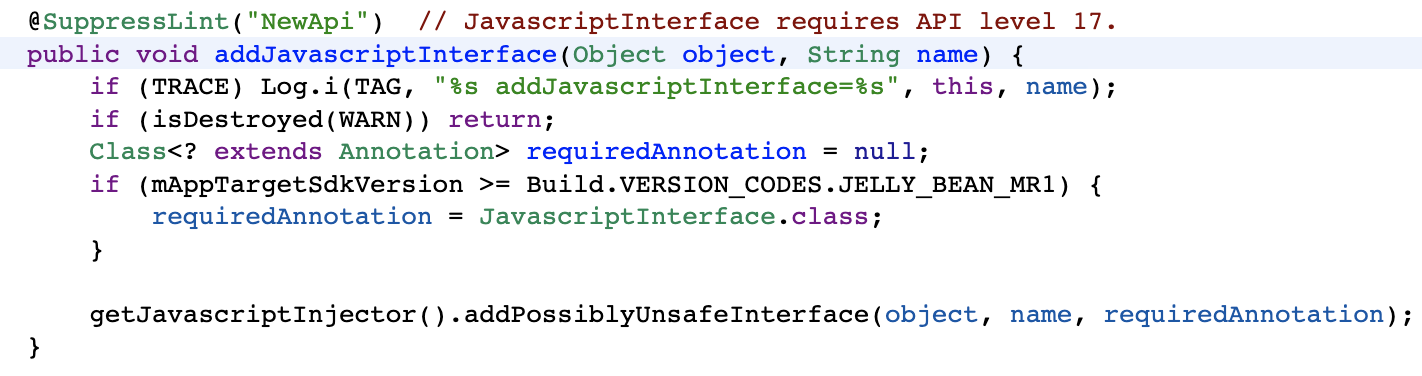 @SuppressLint("NewApi")  // JavascriptInterface requires API level 17.
public void addJavascriptInterface(Object object, String name) {
    if (TRACE) Log.i(TAG, "%s addJavascriptInterface=%s", this, name);
    if (isDestroyed(WARN)) return;
    Class<? extends Annotation> requiredAnnotation = null;
    if (mAppTargetSdkVersion >= Build.VERSION_CODES.JELLY_BEAN_MR1) {
        requiredAnnotation = JavascriptInterface.class;
    }

    getJavascriptInjector().addPossiblyUnsafeInterface(object, name, requiredAnnotation);
}